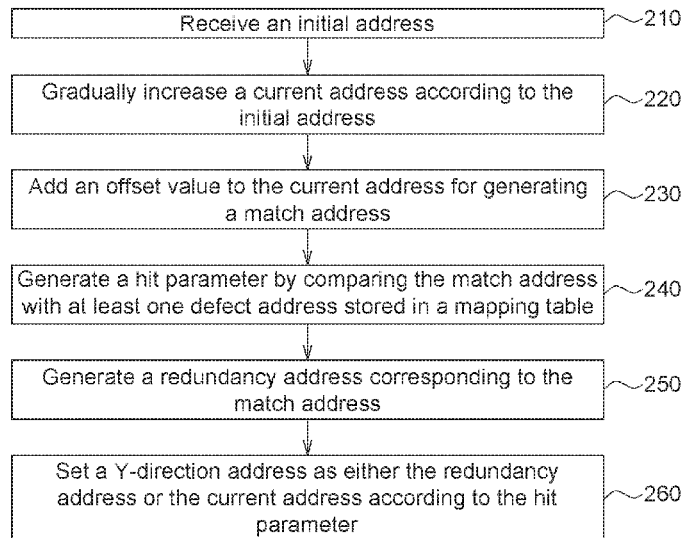 Receive an initial address
210
Gradually increase a current address according to the
initial address
220
Add an offset value to the current address for generating
a match address
230
Generate a hit parameter by comparing the match address
with at least one defect address stored in a mapping table
240
Generate a redundancy address corresponding to the
match address
250
Set a Y-direction address as either the redundancy
address or the current address according to the hit
parameter
260